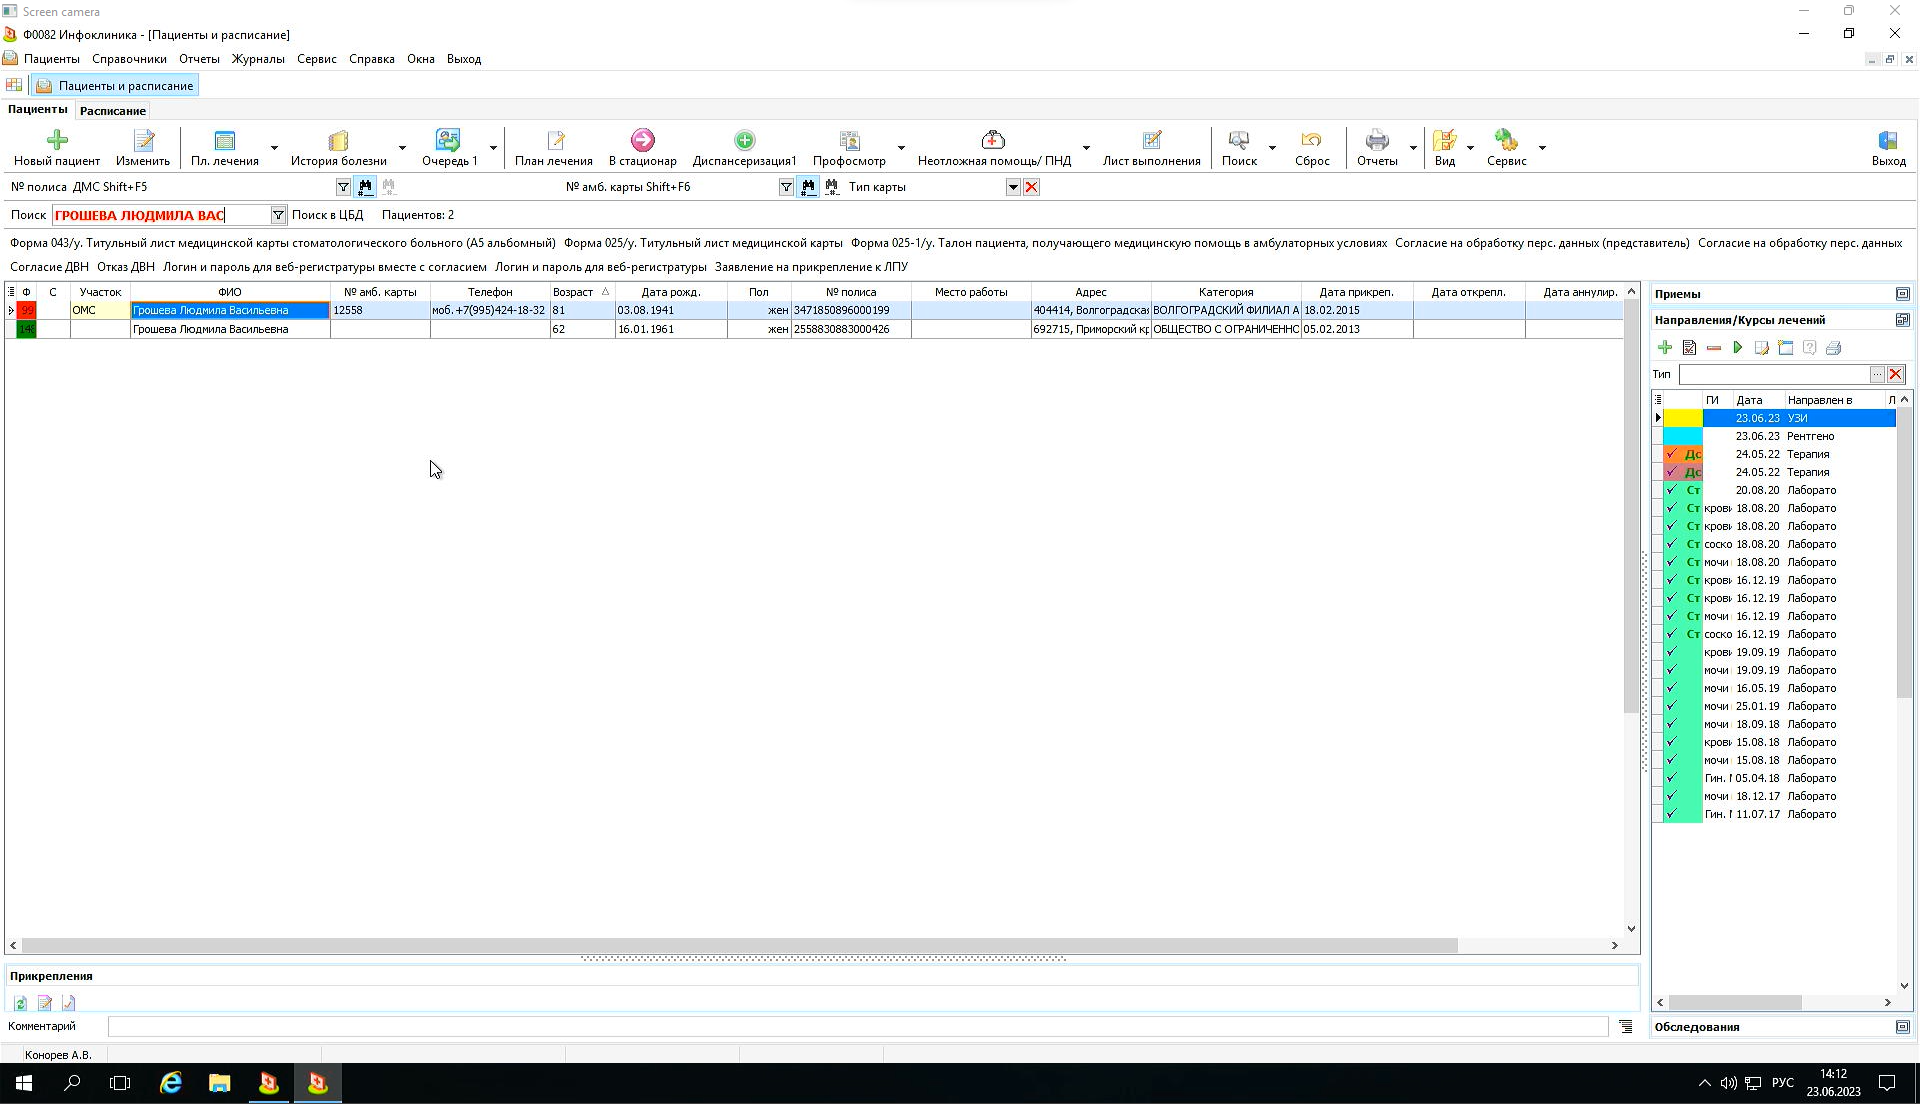 Screen camera
Ф0082 Инфоклиника - [Пациенты и расписание]
Пациенты Справочники Отчеты Журналы Сервис Справка Окна Выход
Пациенты и расписание
Пациенты Расписание
Новый пациент Изменить Пл. лечения История болезни Очередь 1 План лечения В стационар Диспансеризация1 Профосмотр Неотложная помощь/ ПНД Лист выполнения Поиск Сброс Отчеты Вид Сервис Выход
№ полиса ДМС Shift+F5 № амб. карты Shift+F6 Тип карты
Поиск ГРОШЕВА ЛЮДМИЛА ВАС Поиск в ЦБД Пациентов: 2
Форма 043/у. Титульный лист медицинской карты стоматологического больного (А5 альбомный) Форма 025/у. Титульный лист медицинской карты Форма 025-1/у. Талон пациента, получающего медицинскую помощь в амбулаторных условиях Согласие на обработку перс. данных (представитель) Согласие на обработку перс. данных
Согласие ДВН Отказ ДВН Логин и пароль для веб-регистратуры вместе с согласием Логин и пароль для веб-регистратуры Заявление на прикрепление к ЛПУ
Ф С Участок ФИО № амб. карты Телефон Возраст Дата рожд. Пол № полиса Место работы Адрес Категория Дата прикреп. Дата открепл. Дата аннулир.
99 ОМС Грошева Людмила Васильевна 12558 моб. +7(995)424-18-32 81 03.08.1941 жен 3471850896000199 404414, Волгоградская ВОЛГОГРАДСКИЙ ФИЛИАЛ А 18.02.2015
Грошева Людмила Васильевна 62 16.01.1961 жен 2558830883000426 692715, Приморский кр ОБЩЕСТВО С ОГРАНИЧЕННО 05.02.2013
Приемы
Направления/Курсы лечений
Тип
ГИ Дата Направлен в Л
23.06.23 УЗИ
23.06.23 Рентгено
Дс 24.05.22 Терапия
Дс 24.05.22 Терапия
Ст 20.08.20 Лаборато
Ст крови 18.08.20 Лаборато
Ст крови 18.08.20 Лаборато
Ст соско 18.08.20 Лаборато
Ст мочи 18.08.20 Лаборато
Ст крови 16.12.19 Лаборато
Ст крови 16.12.19 Лаборато
Ст мочи 16.12.19 Лаборато
Ст соско 16.12.19 Лаборато
крови 19.09.19 Лаборато
мочи 19.09.19 Лаборато
мочи 16.05.19 Лаборато
мочи 25.01.19 Лаборато
мочи 18.09.18 Лаборато
крови 15.08.18 Лаборато
мочи 15.08.18 Лаборато
Гин. 05.04.18 Лаборато
мочи 18.12.17 Лаборато
Гин. 11.07.17 Лаборато
Прикрепления
Комментарий
Обследования
Конорев А.В.
РУС
14:12
23.06.2023